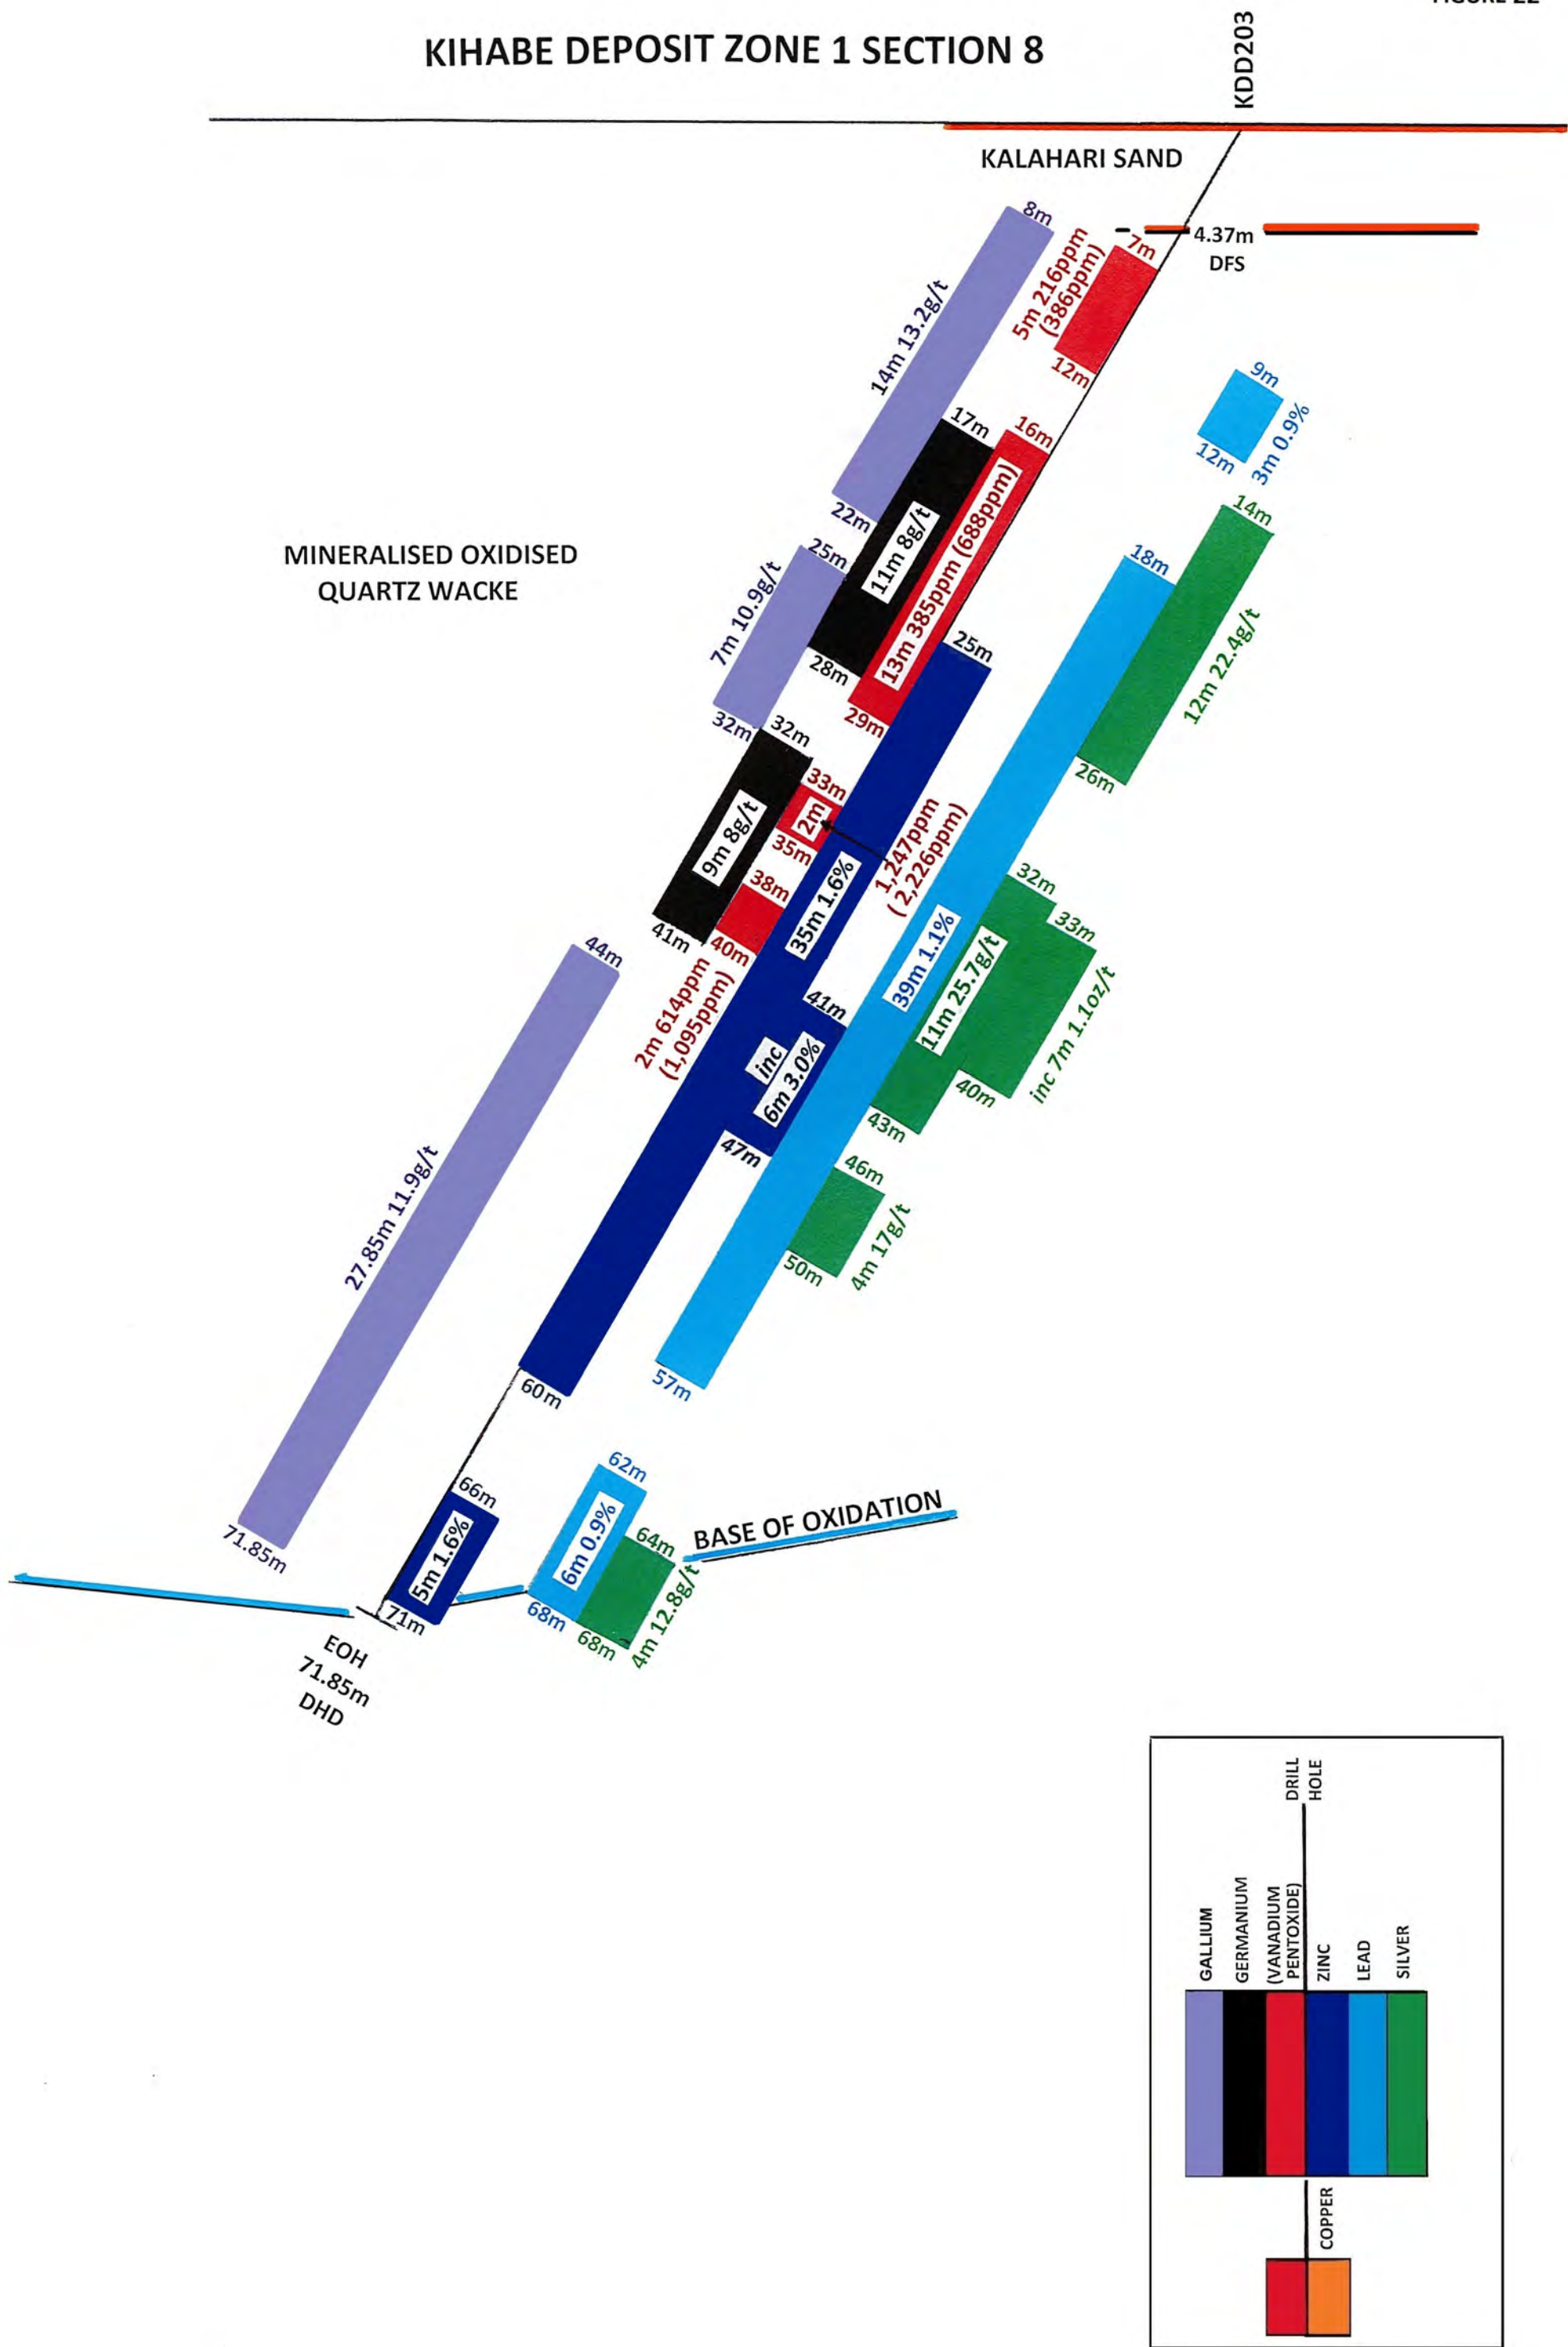 FIGURE 22
KIHABE DEPOSIT ZONE 1 SECTION 8
KDD203
KALAHARI SAND
4.37m
DFS
8m
14m 13.2g/t
22m
7m
5m 216ppm
(386ppm)
12m
9m
12m
3m 0.9%
17m
11m 8g/t
28m
16m
13m 385ppm (688ppm)
29m
14m
12m 22.4g/t
26m
MINERALISED OXIDISED
QUARTZ WACKE
25m
7m 10.9g/t
32m
25m
35m 1.6%
18m
39m 1.1%
32m
9m 8g/t
41m
33m
2m
35m
1,247ppm
(2,226ppm)
38m
40m
2m 614ppm
(1,095ppm)
32m
33m
11m 25.7g/t
inc 7m 1.1oz/t
40m
43m
41m
inc
6m 3.0%
47m
44m
27.85m 11.9g/t
71.85m
46m
50m
4m 17g/t
60m
57m
66m
5m 1.6%
71m
62m
6m 0.9%
68m
64m
4m 12.8g/t
68m
BASE OF OXIDATION
EOH
71.85m
DHD
DRILL
HOLE
GALLIUM
GERMANIUM
(VANADIUM
PENTOXIDE)
ZINC
LEAD
SILVER
COPPER